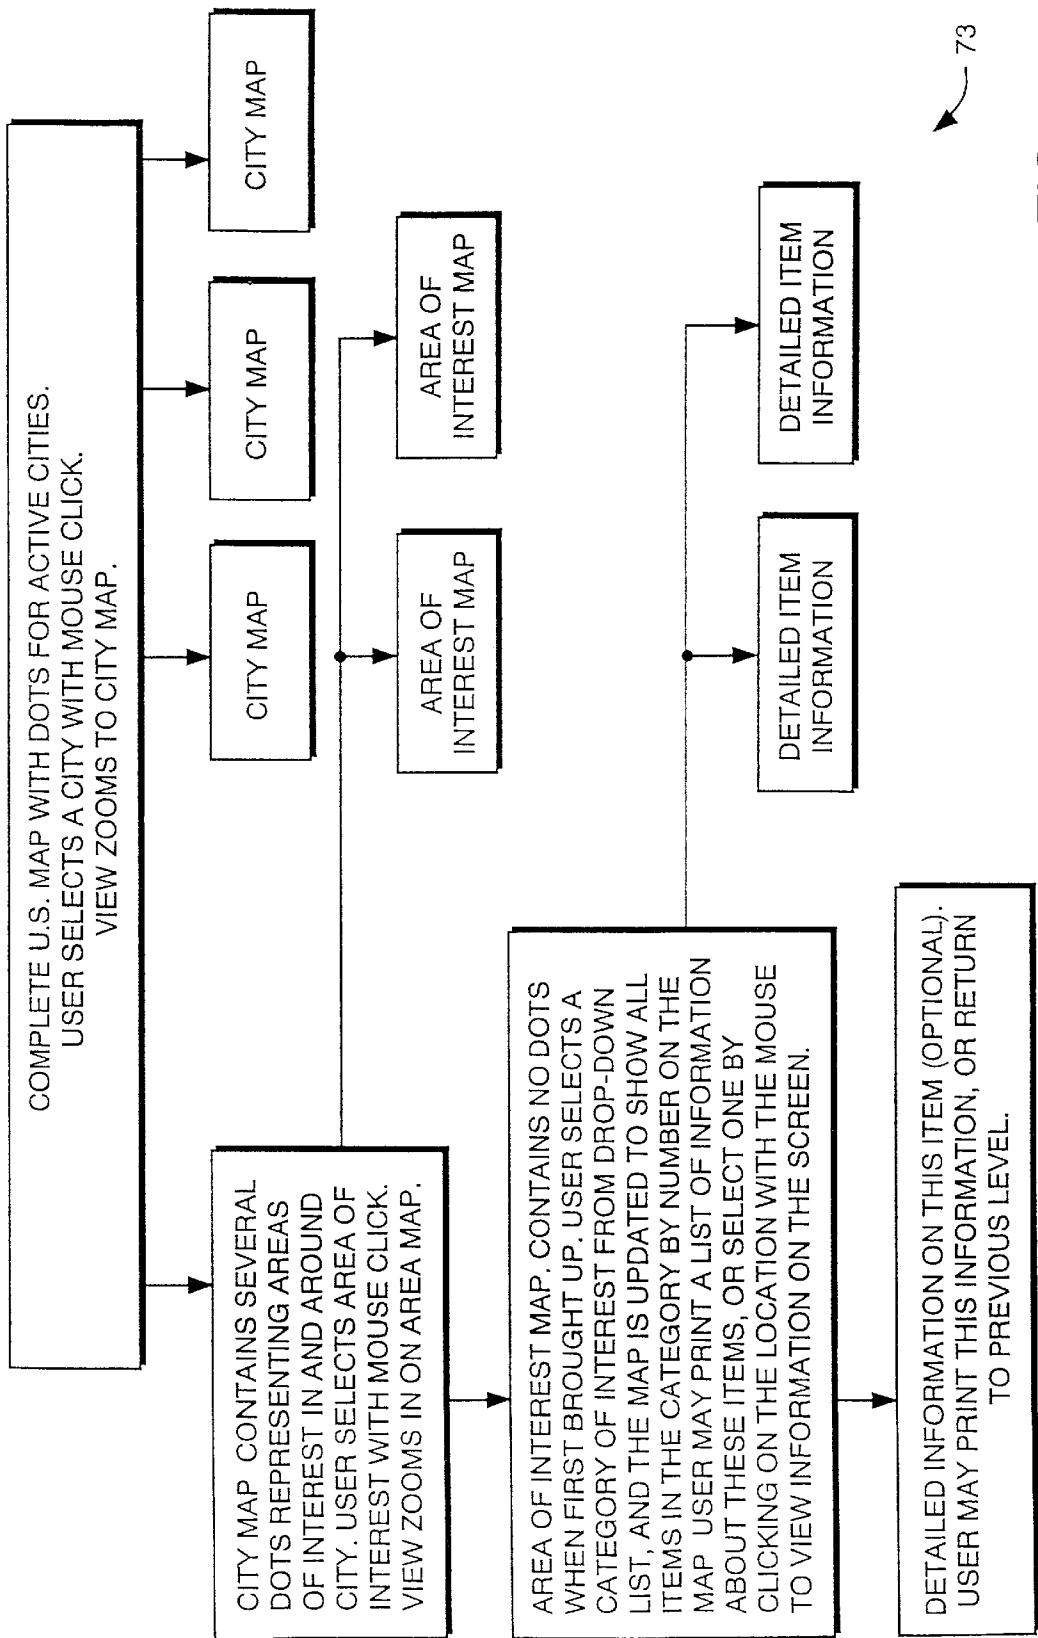 COMPLETE U.S. MAP WITH DOTS FOR ACTIVE CITIES.
USER SELECTS A CITY WITH MOUSE CLICK.
VIEW ZOOMS TO CITY MAP.
CITY MAP CONTAINS SEVERAL
DOTS REPRESENTING AREAS
OF INTEREST IN AND AROUND
CITY. USER SELECTS AREA OF
INTEREST WITH MOUSE CLICK.
VIEW ZOOMS IN ON AREA MAP.
CITY MAP
CITY MAP
CITY MAP
AREA OF
INTEREST MAP
AREA OF
INTEREST MAP
AREA OF INTEREST MAP. CONTAINS NO DOTS
WHEN FIRST BROUGHT UP. USER SELECTS A
CATEGORY OF INTEREST FROM DROP-DOWN
LIST, AND THE MAP IS UPDATED TO SHOW ALL
ITEMS IN THE CATEGORY BY NUMBER ON THE
MAP. USER MAY PRINT A LIST OF INFORMATION
ABOUT THESE ITEMS, OR SELECT ONE BY
CLICKING ON THE LOCATION WITH THE MOUSE
TO VIEW INFORMATION ON THE SCREEN.
DETAILED ITEM
INFORMATION
DETAILED ITEM
INFORMATION
DETAILED INFORMATION ON THIS ITEM (OPTIONAL).
USER MAY PRINT THIS INFORMATION, OR RETURN
TO PREVIOUS LEVEL.
73